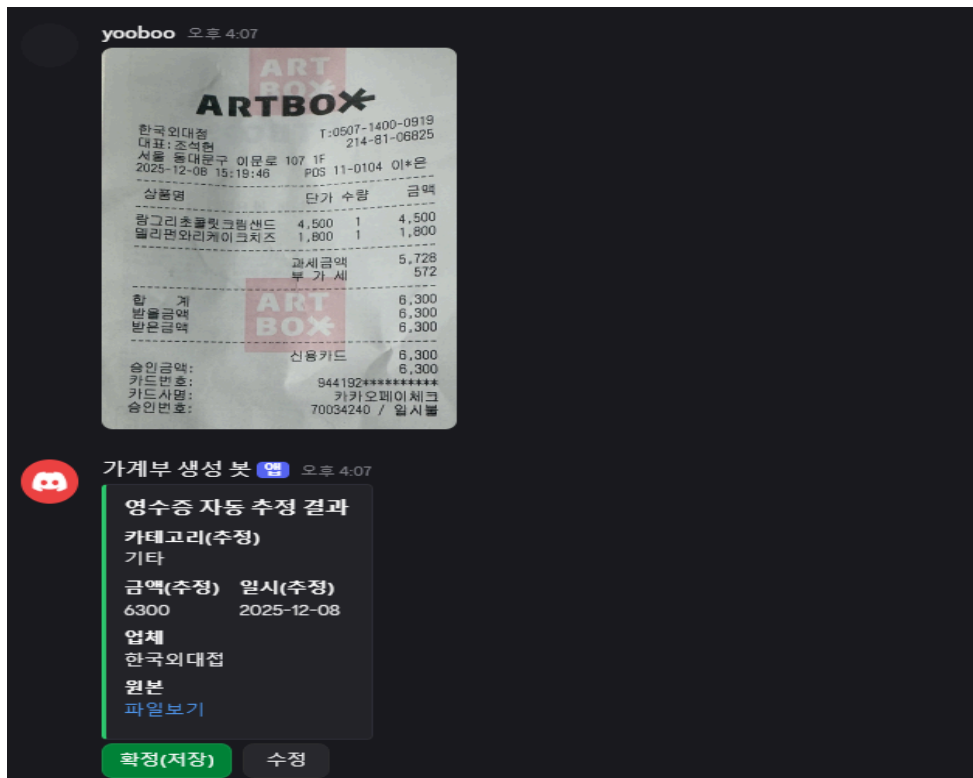 yooboo 오후 4:07
ART
BOX
ARTBOX
한국외대점 T:0507-1400-0919
대표:조석현 214-81-06825
서울 동대문구 이문로 107 1F
2025-12-08 15:19:46 POS 11-0104 이*은
상품명 단가 수량 금액
람그리초콜릿크림샌드 4,500 1 4,500
델리펀와리케이크치즈 1,800 1 1,800
과세금액 5,728
부 가 세 572
합 계 6,300
받을금액 6,300
받은금액 6,300
ART
BOX
신용카드 6,300
승인금액: 6,300
카드번호: 944192**********
카드사명: 카카오페이체크
승인번호: 70034240 / 일시불
가계부 생성 봇 앱 오후 4:07
영수증 자동 추정 결과
카테고리(추정)
기타
금액(추정) 일시(추정)
6300 2025-12-08
업체
한국외대접
원본
파일보기
확정(저장) 수정